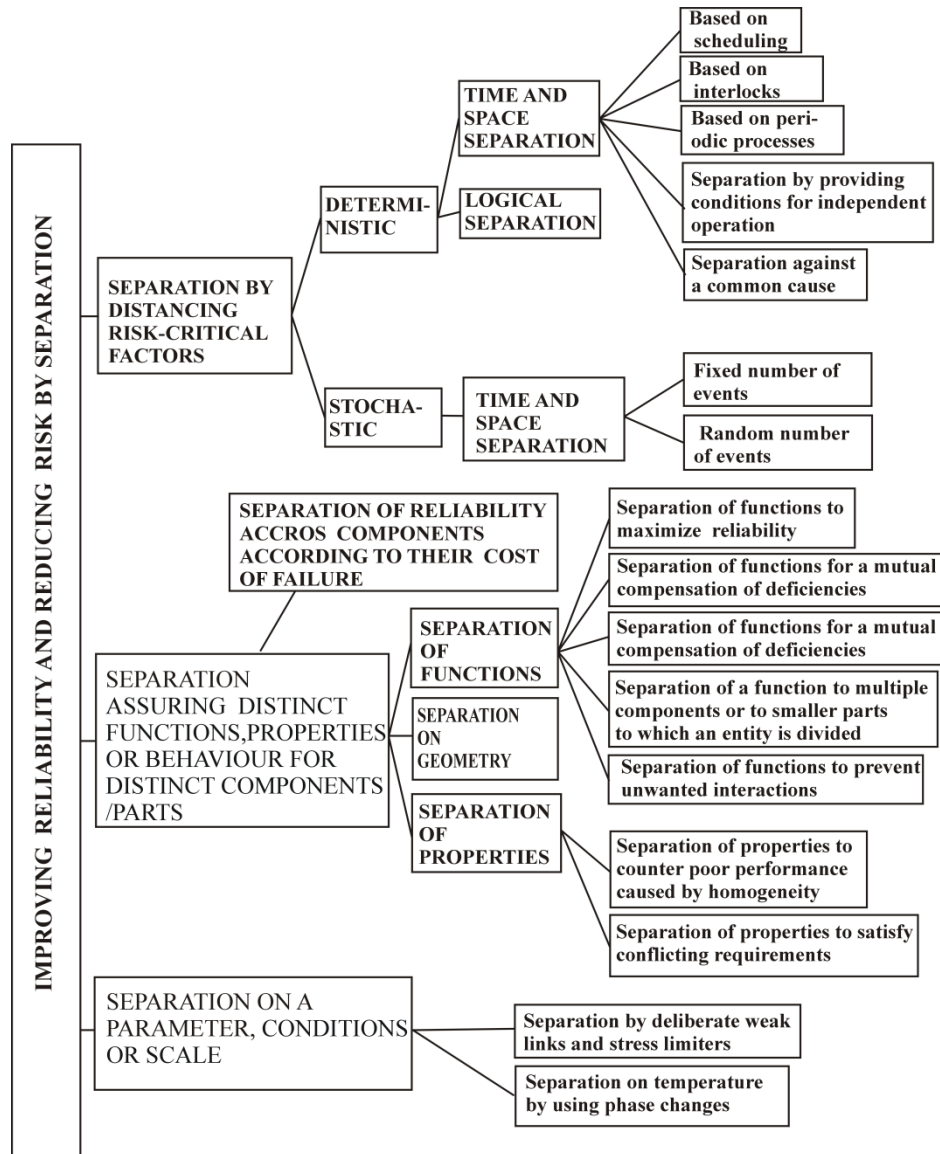 IMPROVING RELIABILITY AND REDUCING RISK BY SEPARATION
SEPARATION BY
DISTANCING
RISK-CRITICAL
FACTORS
DETERMI-
NISTIC
TIME AND
SPACE
SEPARATION
Based on
scheduling
Based on
interlocks
Based on peri-
odic processes
Separation by providing
conditions for independent
operation
Separation against
a common cause
LOGICAL
SEPARATION
STOCHA-
STIC
TIME AND
SPACE
SEPARATION
Fixed number of
events
Random number
of events
SEPARATION OF RELIABILITY
ACCROS COMPONENTS
ACCORDING TO THEIR COST
OF FAILURE
SEPARATION
ASSURING DISTINCT
FUNCTIONS,PROPERTIES
OR BEHAVIOUR FOR
DISTINCT COMPONENTS
/PARTS
SEPARATION
OF
FUNCTIONS
Separation of functions to
maximize reliability
Separation of functions for a mutual
compensation of deficiencies
Separation of functions for a mutual
compensation of deficiencies
Separation of a function to multiple
components or to smaller parts
to which an entity is divided
Separation of functions to prevent
unwanted interactions
SEPARATION
ON
GEOMETRY
SEPARATION
OF
PROPERTIES
Separation of properties to
counter poor performance
caused by homogeneity
Separation of properties to satisfy
conflicting requirements
SEPARATION ON A
PARAMETER, CONDITIONS
OR SCALE
Separation by deliberate weak
links and stress limiters
Separation on temperature
by using phase changes